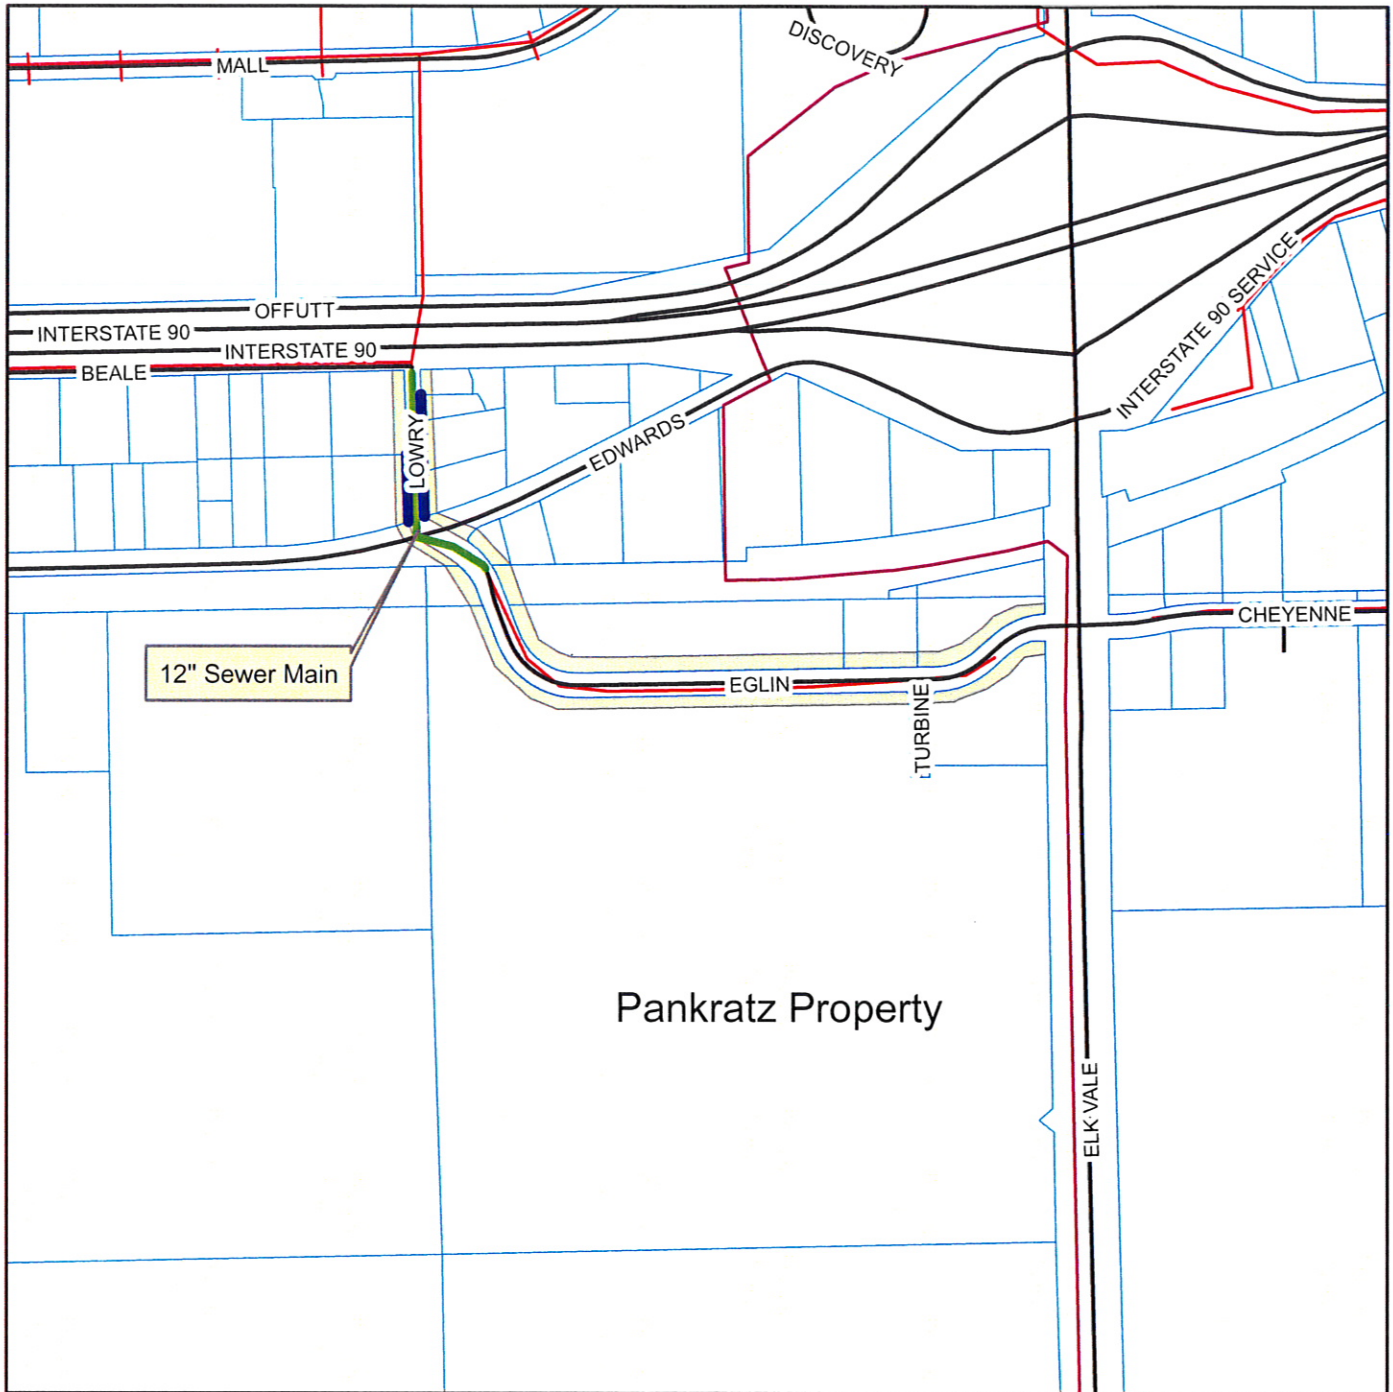 DISCOVERY
MALL
OFFUTT
INTERSTATE 90
INTERSTATE 90
BEALE
INTERSTATE 90 SERVICE
LOWRY
EDWARDS
CHEYENNE
12" Sewer Main
EGLIN
TURBINE
Pankratz Property
ELK VALE